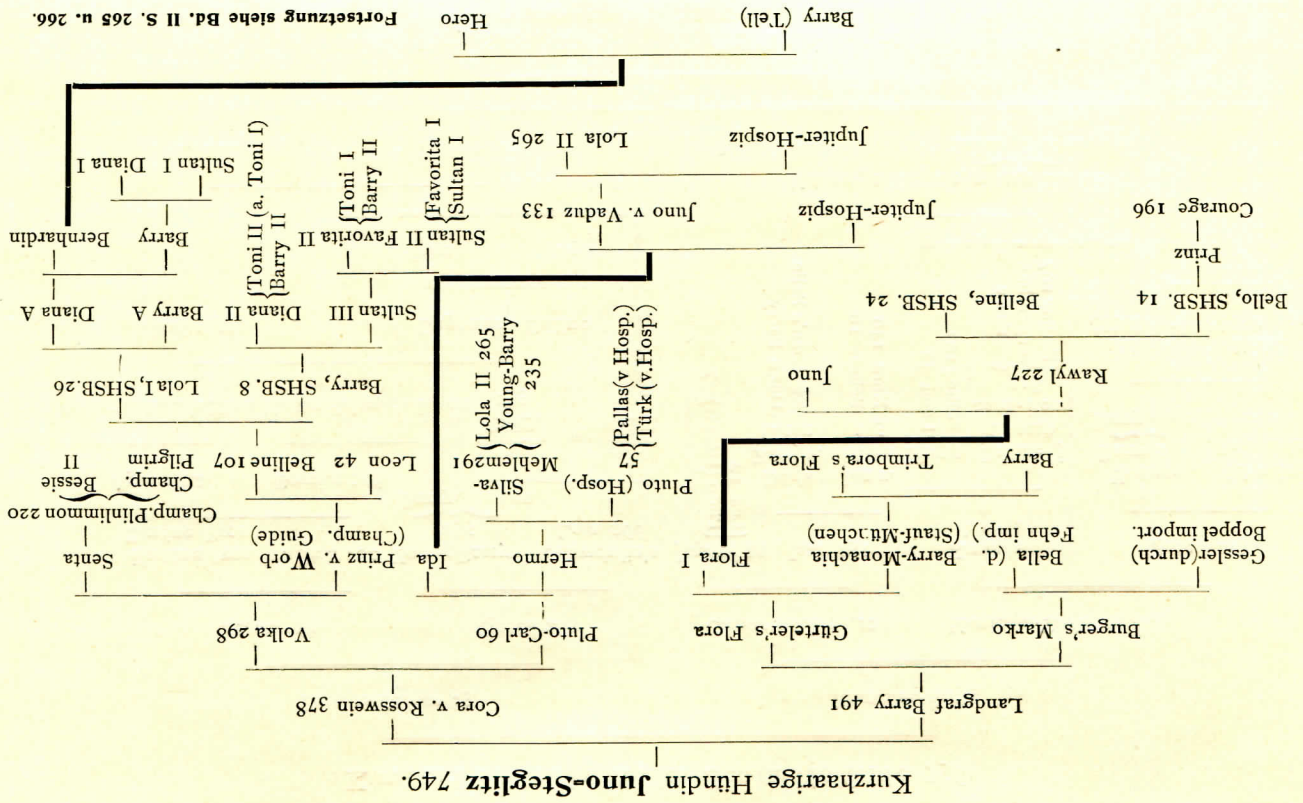 Kurzhaarige Hündin Juno-Steglitz 749.
Landgraf Barry 491 Cora v. Rosswein 378
Burger's Marko Gürteler's Flora Pluto-Carl 60 Volka 298
Gessler(durch) Bella (d. Barry-Monachia Flora I Hermo Ida Prinz v. Worb Senta
Boppel import. Fehn imp.) (Stauf-München) (Champ. Guide)
Barry Trimbora's Flora Pluto (Hosp.) Silva- Leon 42 Belline 107 Champ.Plinlimmon 220
57 Mehlem291 Champ. Bessie
Pilgrim II
Pallas(v Hosp.)
Türk (v.Hosp.)
Lola II 265
Young-Barry
235
Rawyl 227 Juno Barry, SHSB. 8 Lola I, SHSB.26
Bello, SHSB. 14 Belline, SHSB. 24 Sultan III Diana II Barry A Diana A
Toni II (a. Toni I)
Barry II
Prinz Sultan II Favorita II Barry Bernhardin
Courage 196
Favorita I
Sultan I
Toni I
Barry II
Sultan I Diana I
Jupiter-Hospiz Juno v. Vaduz 133
Jupiter-Hospiz Lola II 265
Barry (Tell) Hero
Fortsetzung siehe Bd. II S. 265 u. 266.